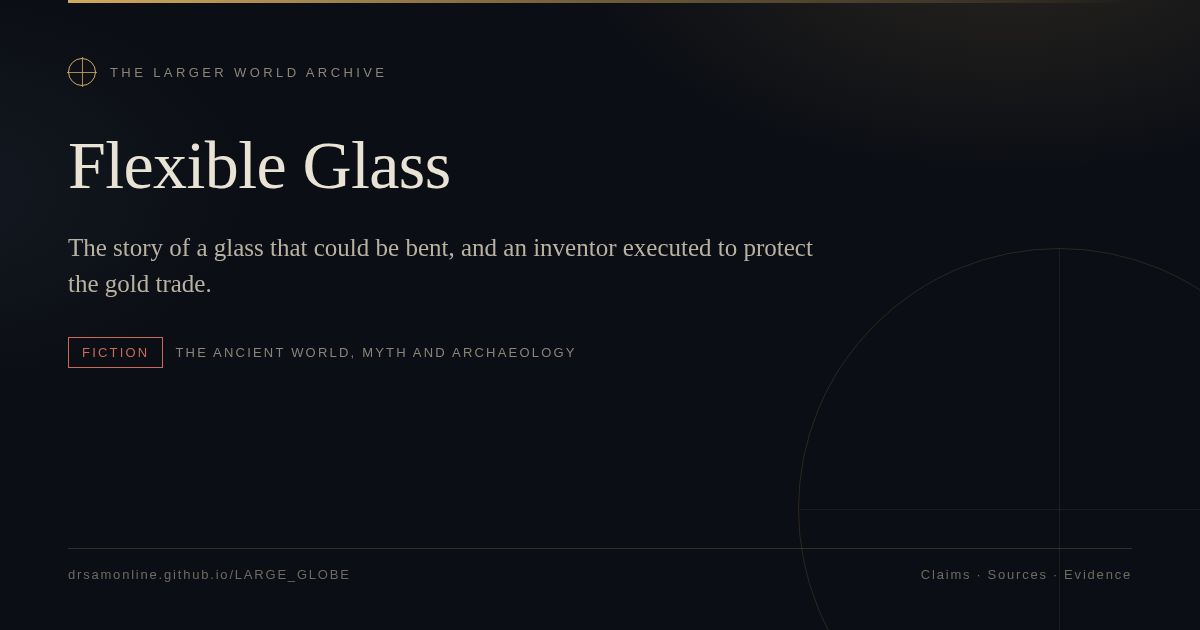 THE LARGER WORLD ARCHIVE
Flexible Glass
The story of a glass that could be bent, and an inventor executed to protect
the gold trade.
FICTION
THE ANCIENT WORLD, MYTH AND ARCHAEOLOGY
drsamonline.github.io/LARGE_GLOBE
Claims · Sources · Evidence